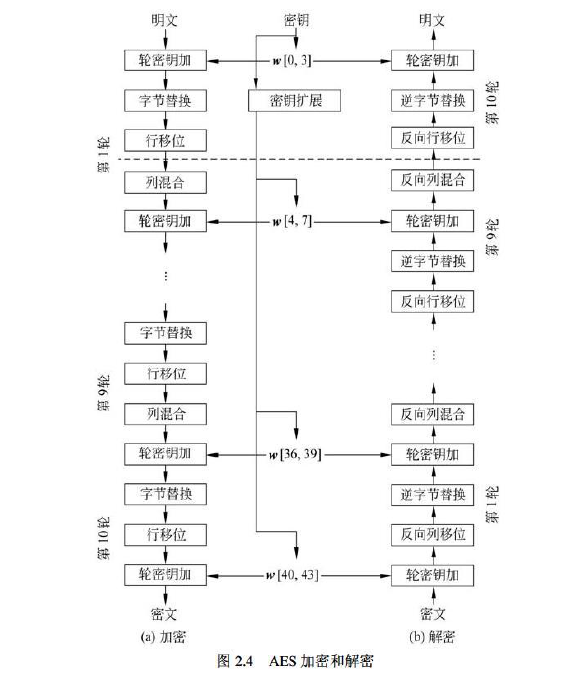 明文
密钥
明文
轮密钥加
w [0, 3]
轮密钥加
字节替换
密钥扩展
逆字节替换
第10轮
行移位
反向行移位
第1轮
列混合
反向列混合
轮密钥加
w [4, 7]
轮密钥加
第9轮
逆字节替换
…
反向行移位
字节替换
…
行移位
第9轮
列混合
反向列混合
轮密钥加
w [36, 39]
轮密钥加
字节替换
逆字节替换
第1轮
第10轮
行移位
反向列移位
轮密钥加
w [40, 43]
轮密钥加
密文
密文
(a) 加密
(b) 解密
图 2.4 AES 加密和解密